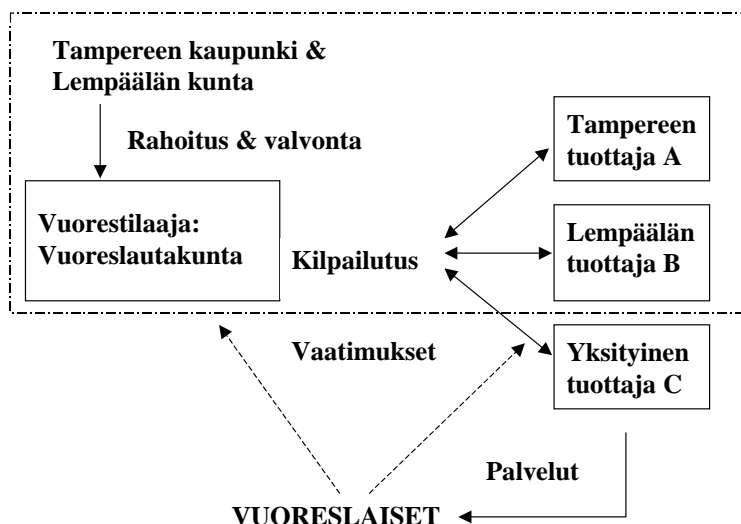 Tampereen kaupunki &
Lempäälän kunta
Rahoitus & valvonta
Tampereen
tuottaja A
Vuorestilaaja:
Vuoreslautakunta
Kilpailutus
Lempäälän
tuottaja B
Vaatimukset
Yksityinen
tuottaja C
Palvelut
VUORESLAISET